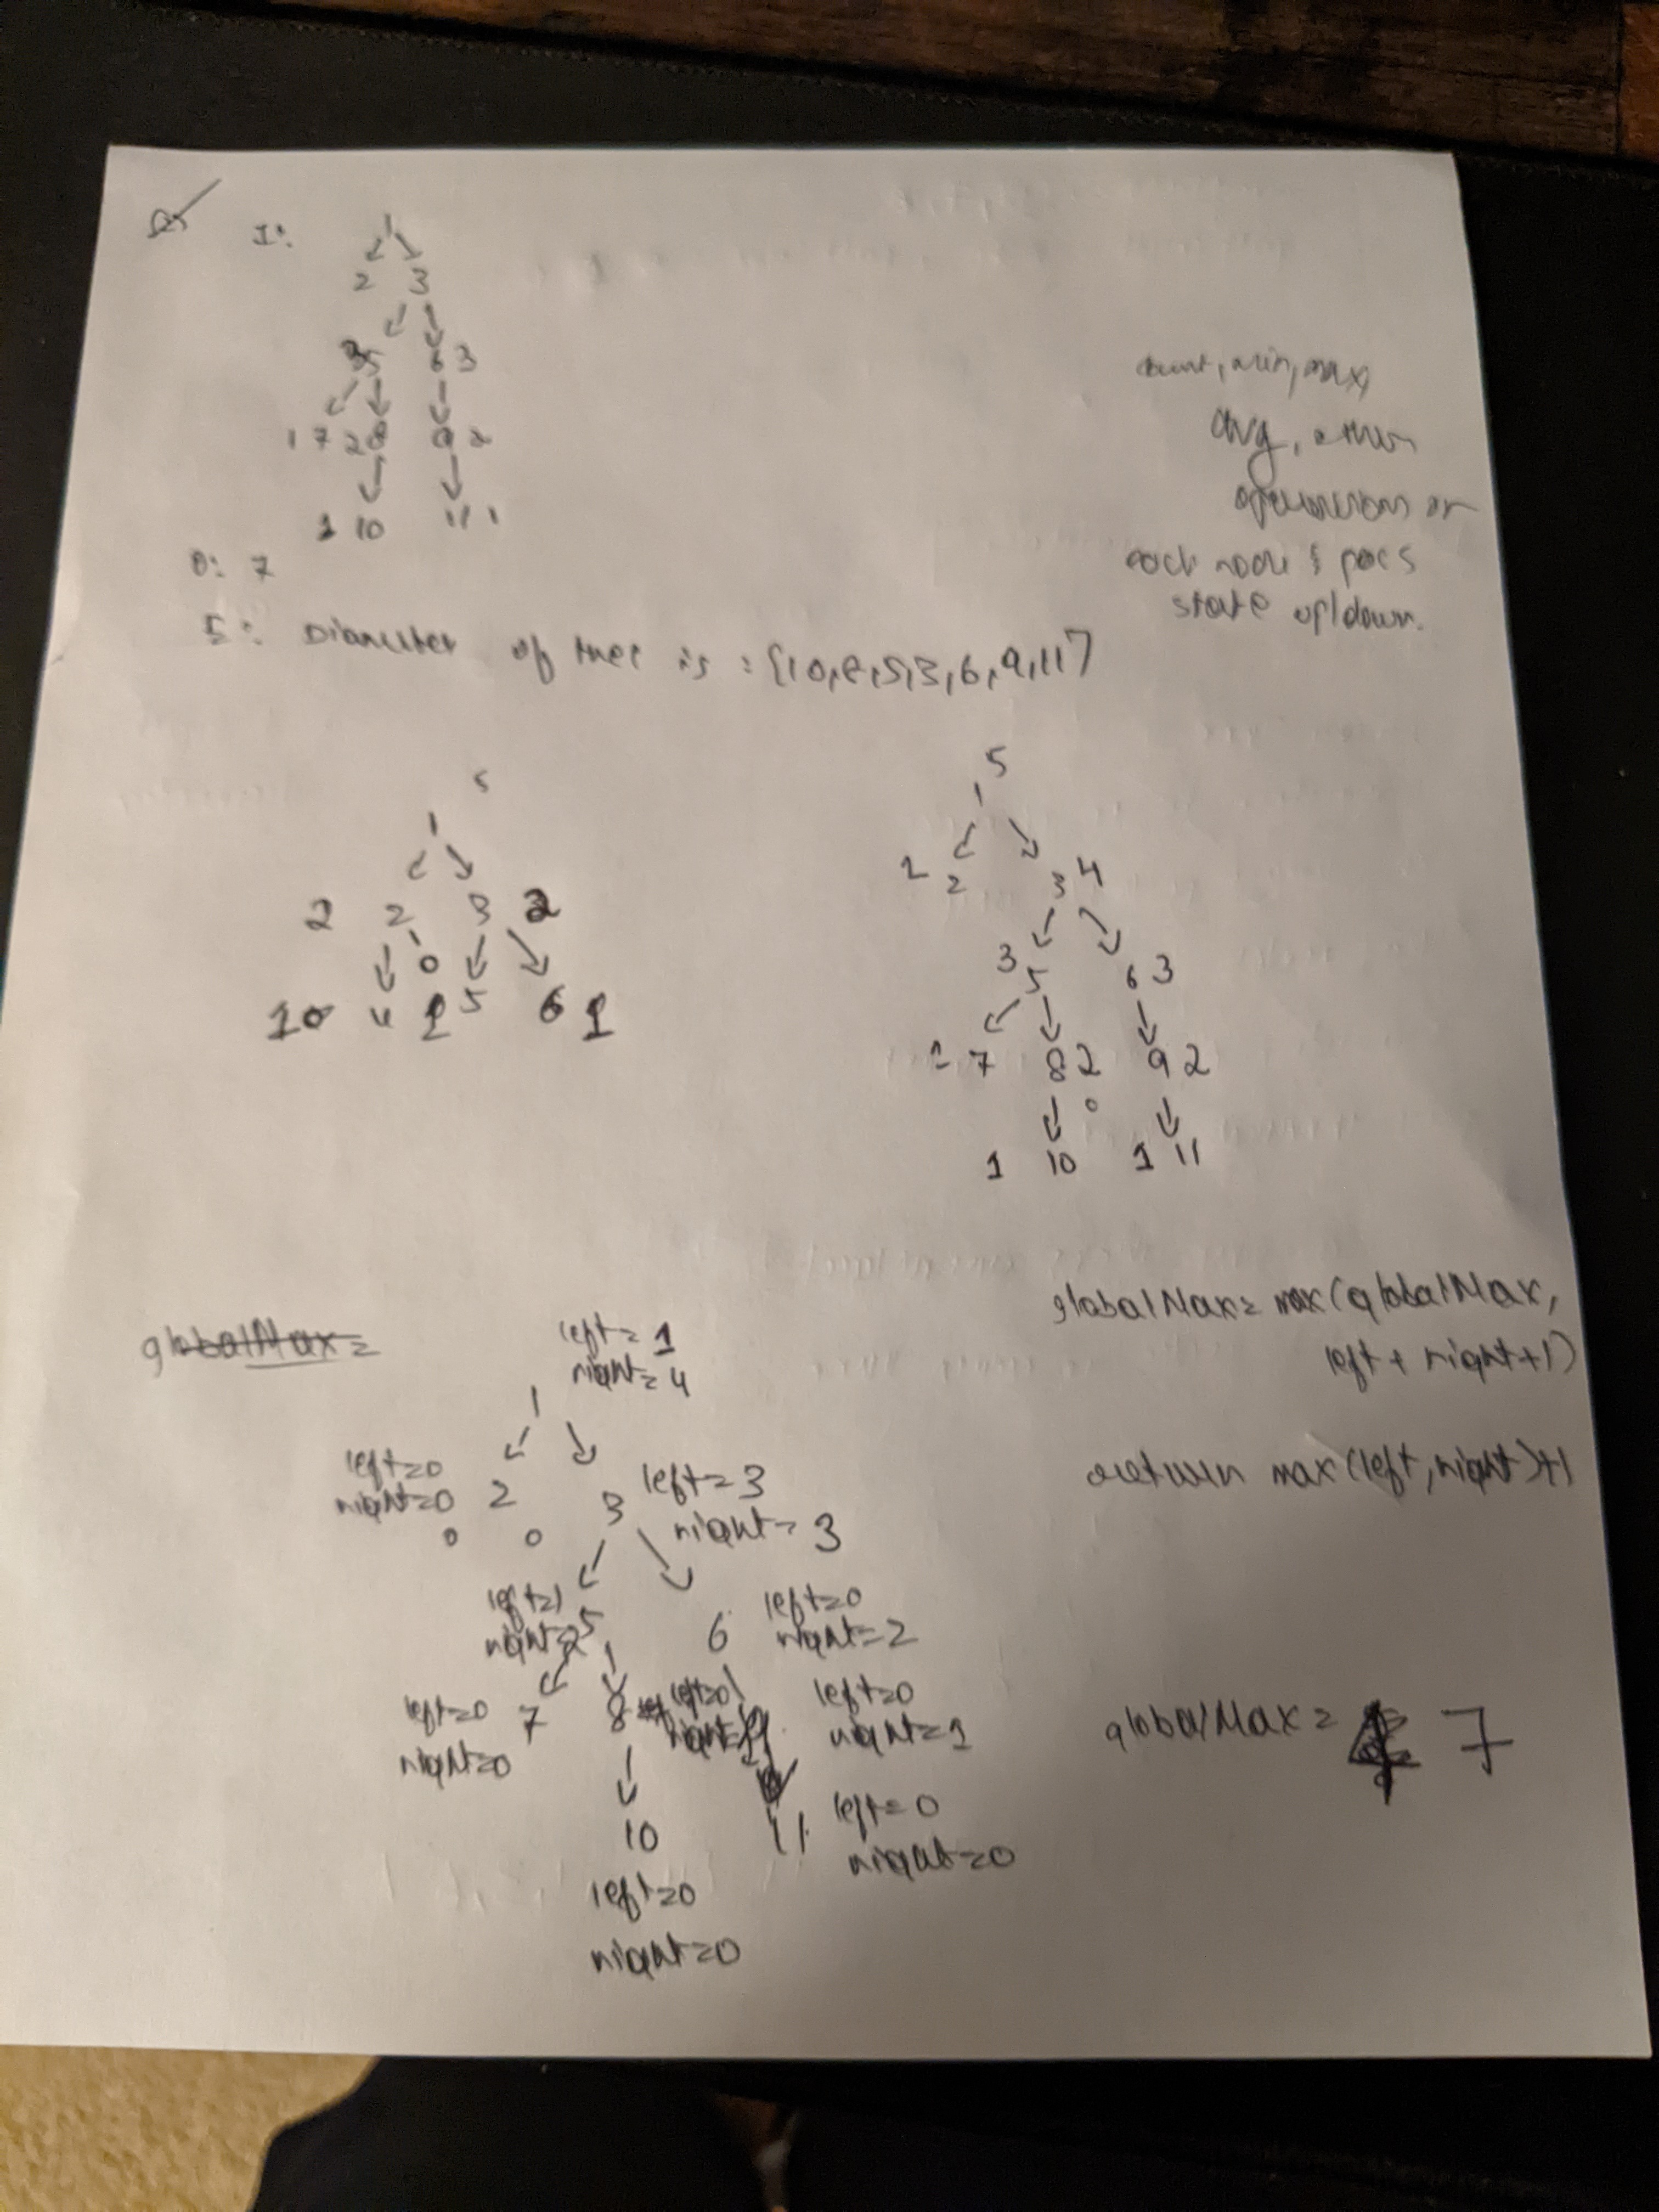 I:
1
2 3
5 6 3
1 7 2 8 9 2
1 10 11 1
O: 7
E: Diameter of tree is : {10,8,5,3,6,9,11}
count, min, max,
avg, other
operations on
each node & pass
state up/down.
5
1
2 2 3 2
0
10 4 1 5 6 1
5
1
1 2 3 4
3 5 6 3
1 7 8 2 9 2
0
1 10 1 11
globalMax = max(globalMax,
left + right+1)
return max(left,right)+1
globalMax =
left = 1
right = 4
1
left=0
right=0 2
0 0
3 left=3
right=3
left=1
right=2 5
6 left=0
right=2
left=0
right=0 7
8 left=0
9 left=0
right=1
10
left=0
right=0
11 left=0
right=0
globalMax = 7